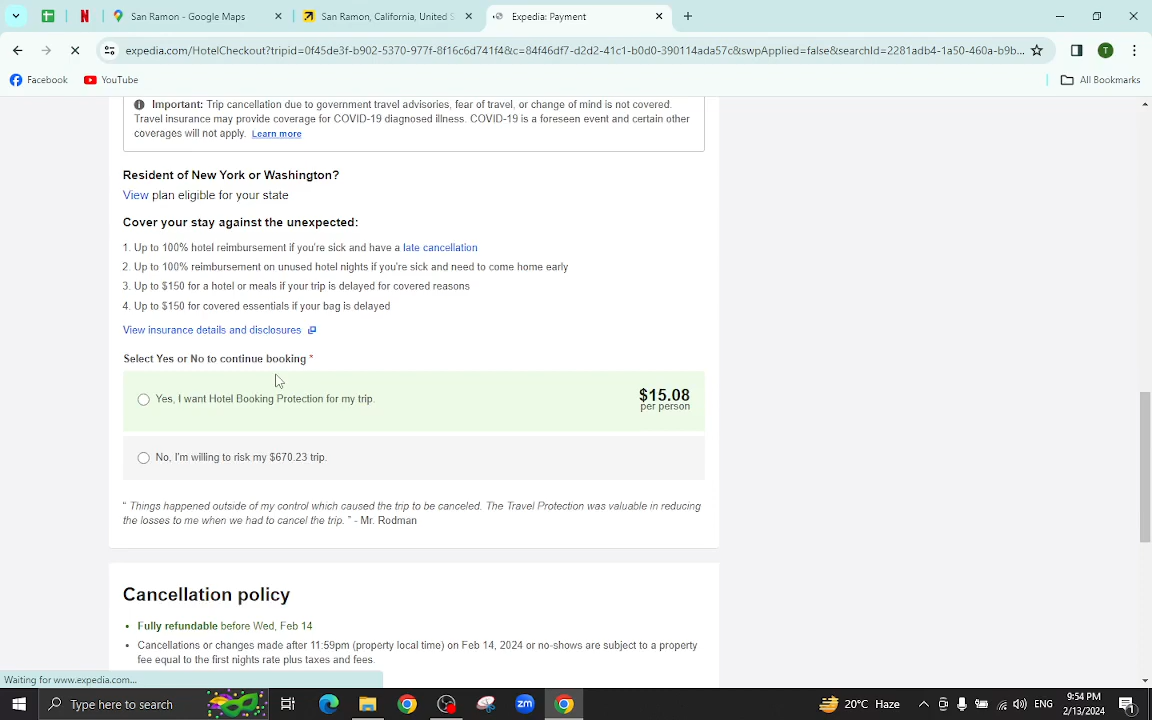 San Ramon - Google Maps
San Ramon, California, United S
Expedia: Payment
expedia.com/HotelCheckout?tripid=0f45de3f-b902-5370-977f-8f16c6d741f4&c=84f46df7-d2d2-41c1-b0d0-390114ada57c&swpApplied=false&searchId=2281adb4-1a50-460a-b9b...
T
Facebook
YouTube
All Bookmarks
Important: Trip cancellation due to government travel advisories, fear of travel, or change of mind is not covered.
Travel insurance may provide coverage for COVID-19 diagnosed illness. COVID-19 is a foreseen event and certain other
coverages will not apply. Learn more
Resident of New York or Washington?
View plan eligible for your state
Cover your stay against the unexpected:
1. Up to 100% hotel reimbursement if you're sick and have a late cancellation
2. Up to 100% reimbursement on unused hotel nights if you're sick and need to come home early
3. Up to $150 for a hotel or meals if your trip is delayed for covered reasons
4. Up to $150 for covered essentials if your bag is delayed
View insurance details and disclosures
Select Yes or No to continue booking *
Yes, I want Hotel Booking Protection for my trip.
$15.08
per person
No, I'm willing to risk my $670.23 trip.
" Things happened outside of my control which caused the trip to be canceled. The Travel Protection was valuable in reducing
the losses to me when we had to cancel the trip. " - Mr. Rodman
Cancellation policy
• Fully refundable before Wed, Feb 14
• Cancellations or changes made after 11:59pm (property local time) on Feb 14, 2024 or no-shows are subject to a property
fee equal to the first nights rate plus taxes and fees.
Waiting for www.expedia.com...
Type here to search
zm
20°C Haze
ENG
9:54 PM
2/13/2024
1